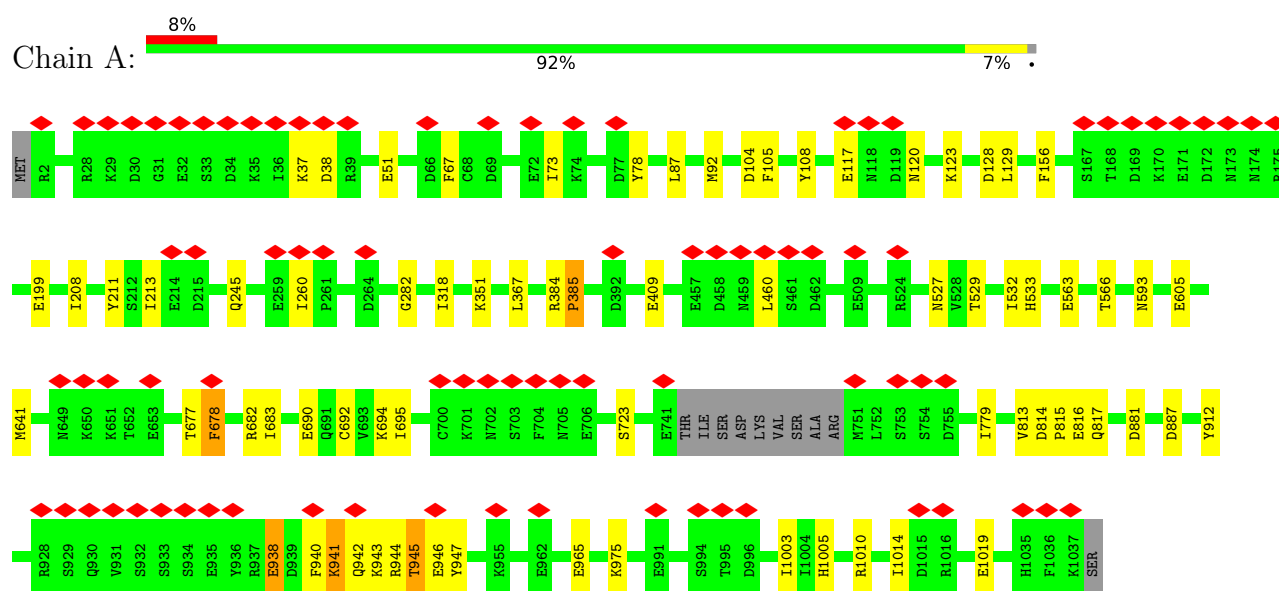 8%
Chain A:
92% 7% •
MET R2 R28 K29 D30 G31 E32 S33 D34 K35 I36 K37 D38 R39 E51 D66 F67 C68 D69 E72 I73 K74 D77 Y78 L87 M92 D104 F105 Y108 E117 N118 D119 N120 K123 D128 L129 F156 S167 T168 D169 K170 E171 D172 N173 N174 R175
E199 I208 Y211 S212 I213 E214 D215 Q245 E259 I260 P261 D264 G282 I318 K351 L367 R384 P385 D392 E409 E457 D458 N459 L460 S461 D462 E509 R524 N527 V528 T529 I532 H533 E563 T566 N593 E605
M641 N649 K650 K651 T652 E653 T677 F678 R682 I683 E690 Q691 C692 V693 K694 I695 C700 K701 N702 S703 F704 N705 E706 S723 E741 THR ILE SER ASP LYS VAL SER ALA ARG M751 L752 S753 S754 D755 I779 V813 D814 P815 E816 Q817 D881 D887 Y912
R928 S929 Q930 V931 S932 S933 S934 E935 Y936 R937 E938 D939 F940 K941 Q942 K943 R944 T945 E946 Y947 K955 E962 E965 K975 E991 S994 T995 D996 I1003 I1004 H1005 R1010 I1014 D1015 R1016 E1019 H1035 F1036 K1037 SER